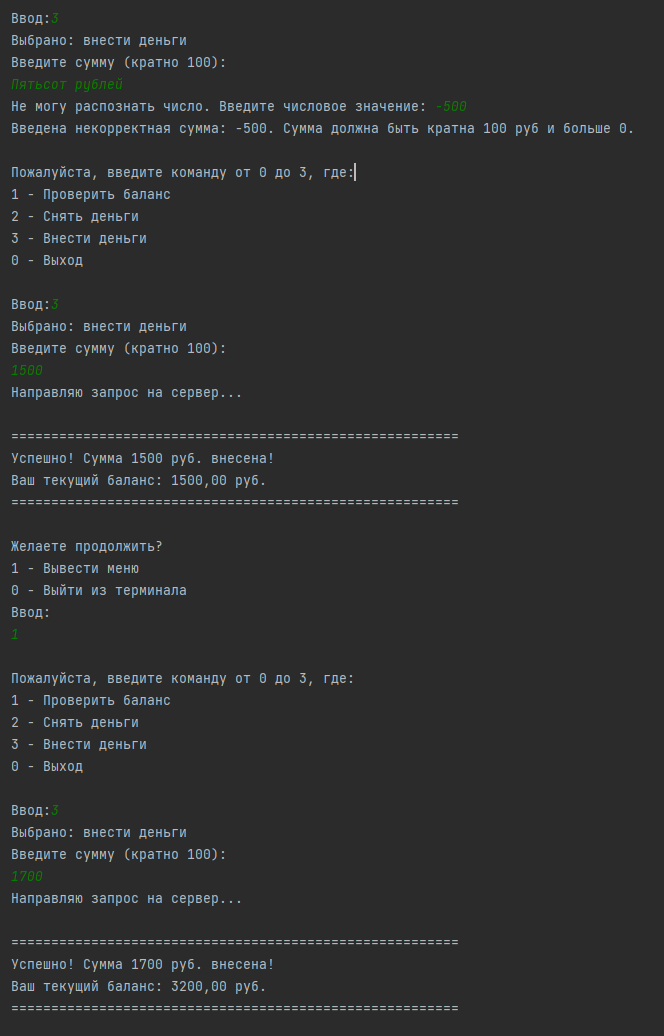 Ввод:3
Выбрано: внести деньги
Введите сумму (кратно 100):
Пятьсот рублей
Не могу распознать число. Введите числовое значение: -500
Введена некорректная сумма: -500. Сумма должна быть кратна 100 руб и больше 0.
Пожалуйста, введите команду от 0 до 3, где:
1 - Проверить баланс
2 - Снять деньги
3 - Внести деньги
0 - Выход
Ввод:3
Выбрано: внести деньги
Введите сумму (кратно 100):
1500
Направляю запрос на сервер...
========================================================
Успешно! Сумма 1500 руб. внесена!
Ваш текущий баланс: 1500,00 руб.
========================================================
Желаете продолжить?
1 - Вывести меню
0 - Выйти из терминала
Ввод:
1
Пожалуйста, введите команду от 0 до 3, где:
1 - Проверить баланс
2 - Снять деньги
3 - Внести деньги
0 - Выход
Ввод:3
Выбрано: внести деньги
Введите сумму (кратно 100):
1700
Направляю запрос на сервер...
========================================================
Успешно! Сумма 1700 руб. внесена!
Ваш текущий баланс: 3200,00 руб.
========================================================